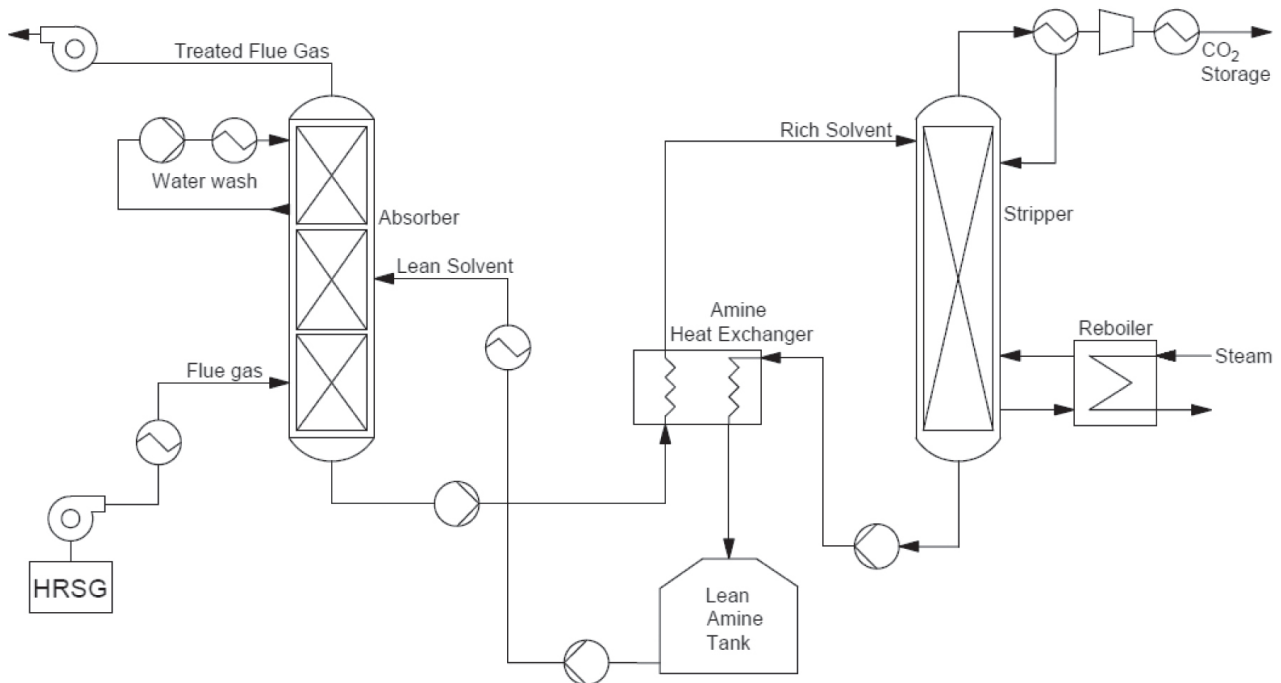 Treated Flue Gas
CO₂
Storage
Rich Solvent
Water wash
Absorber
Stripper
Lean Solvent
Amine
Heat Exchanger
Reboiler
Steam
Flue gas
HRSG
Lean
Amine
Tank